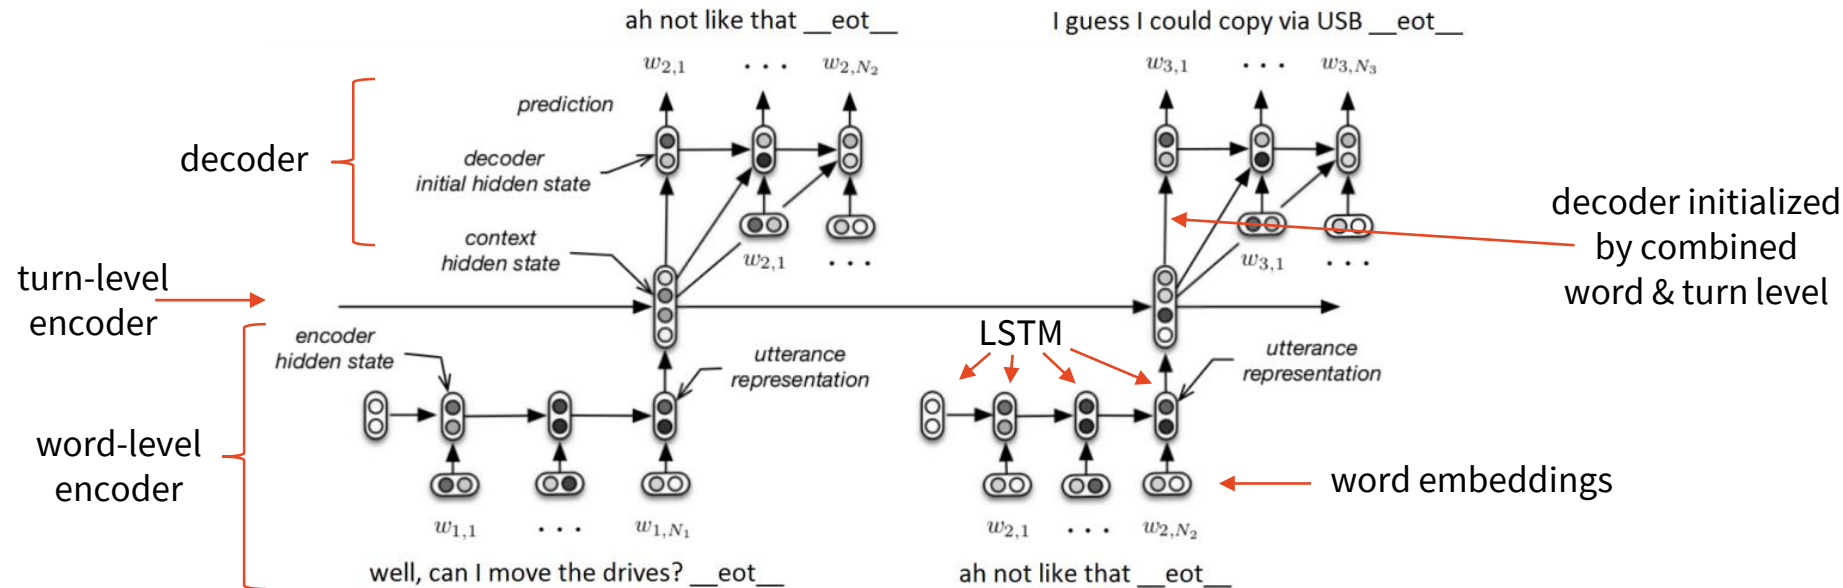 ah not like that __eot__
I guess I could copy via USB __eot__
w2,1 · · · w2,N2
w3,1 · · · w3,N3
prediction
decoder
decoder
initial hidden state
context
hidden state
w2,1 · · ·
w3,1 · · ·
decoder initialized
by combined
word & turn level
turn-level
encoder
encoder
hidden state
utterance
representation
LSTM
utterance
representation
word-level
encoder
word embeddings
w1,1 · · · w1,N1
w2,1 · · · w2,N2
well, can I move the drives? __eot__
ah not like that __eot__